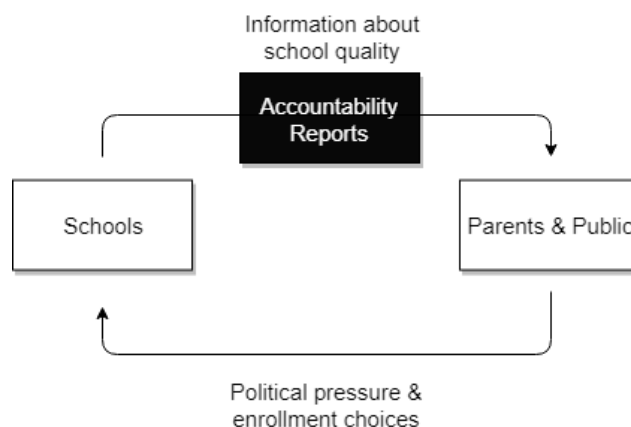 Information about
school quality
Accountability
Reports
Schools
Parents & Public
Political pressure &
enrollment choices